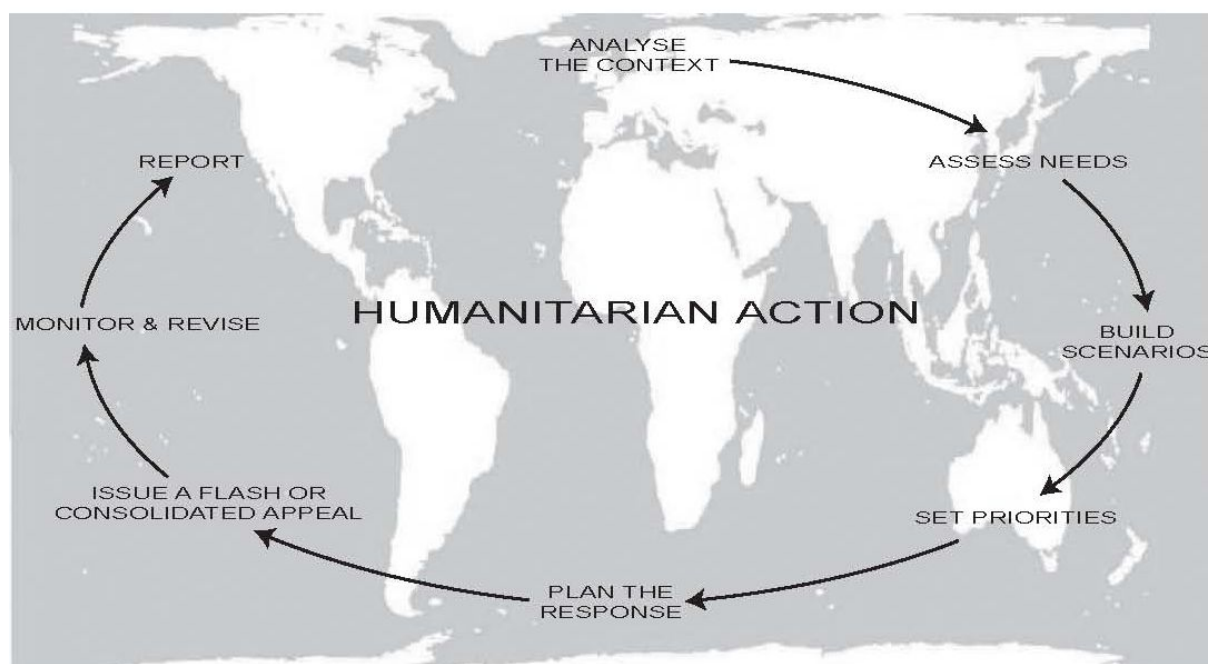 ANALYSE
THE CONTEXT
ASSESS NEEDS
BUILD
SCENARIOS
SET PRIORITIES
PLAN THE
RESPONSE
ISSUE A FLASH OR
CONSOLIDATED APPEAL
MONITOR & REVISE
REPORT
HUMANITARIAN ACTION